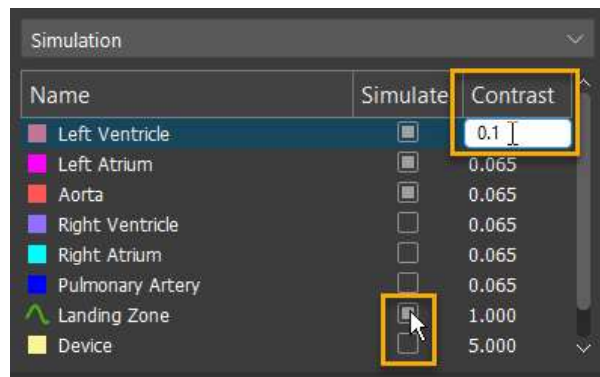 Simulation
Name Simulate Contrast
Left Ventricle 0.1
Left Atrium 0.065
Aorta 0.065
Right Ventricle 0.065
Right Atrium 0.065
Pulmonary Artery 0.065
Landing Zone 1.000
Device 5.000